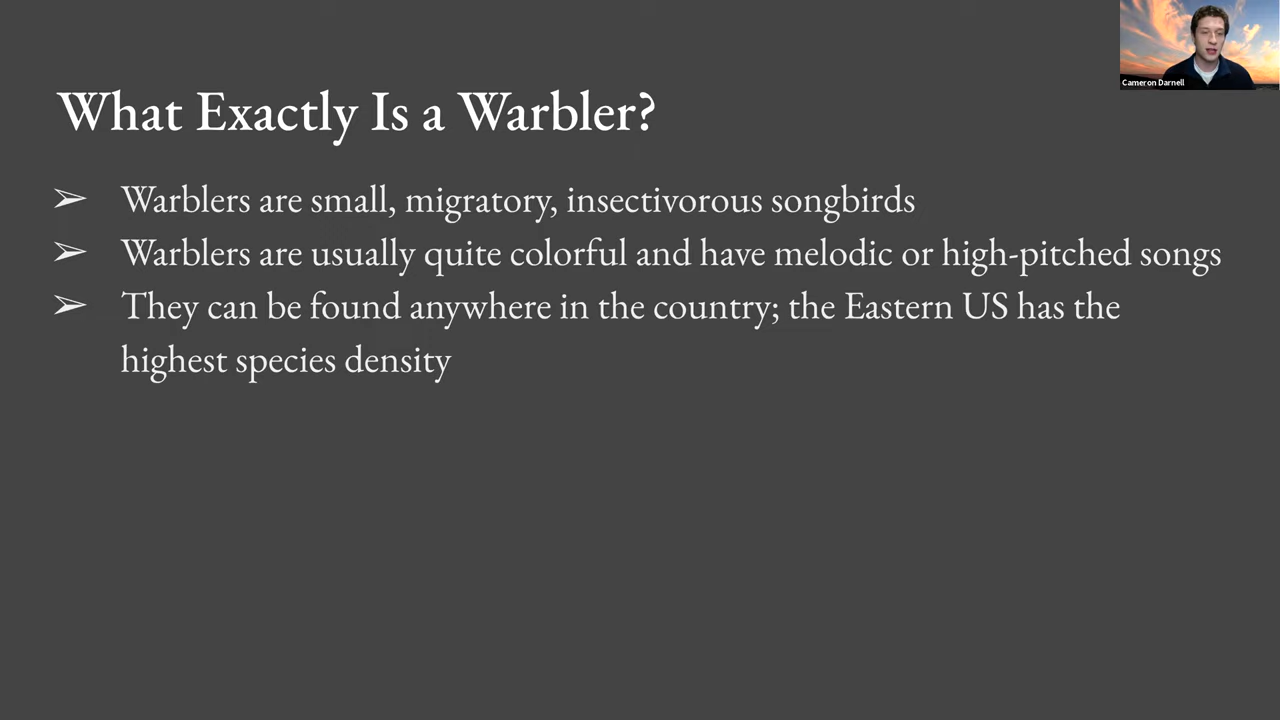 Cameron Darnell
What Exactly Is a Warbler?
➢ Warblers are small, migratory, insectivorous songbirds
➢ Warblers are usually quite colorful and have melodic or high-pitched songs
➢ They can be found anywhere in the country; the Eastern US has the
highest species density